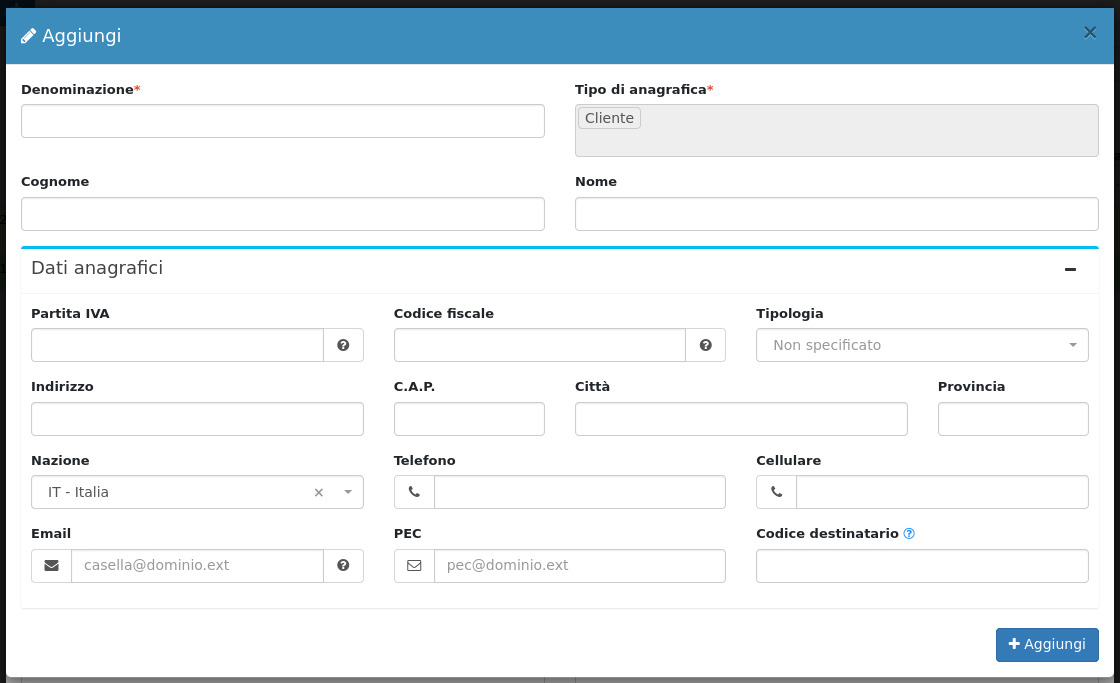 Aggiungi ×
Denominazione* Tipo di anagrafica*
Cliente
Cognome Nome
Dati anagrafici
Partita IVA Codice fiscale Tipologia
Non specificato
Indirizzo C.A.P. Città Provincia
Nazione Telefono Cellulare
IT - Italia ×
Email PEC Codice destinatario
casella@dominio.ext pec@dominio.ext
Aggiungi